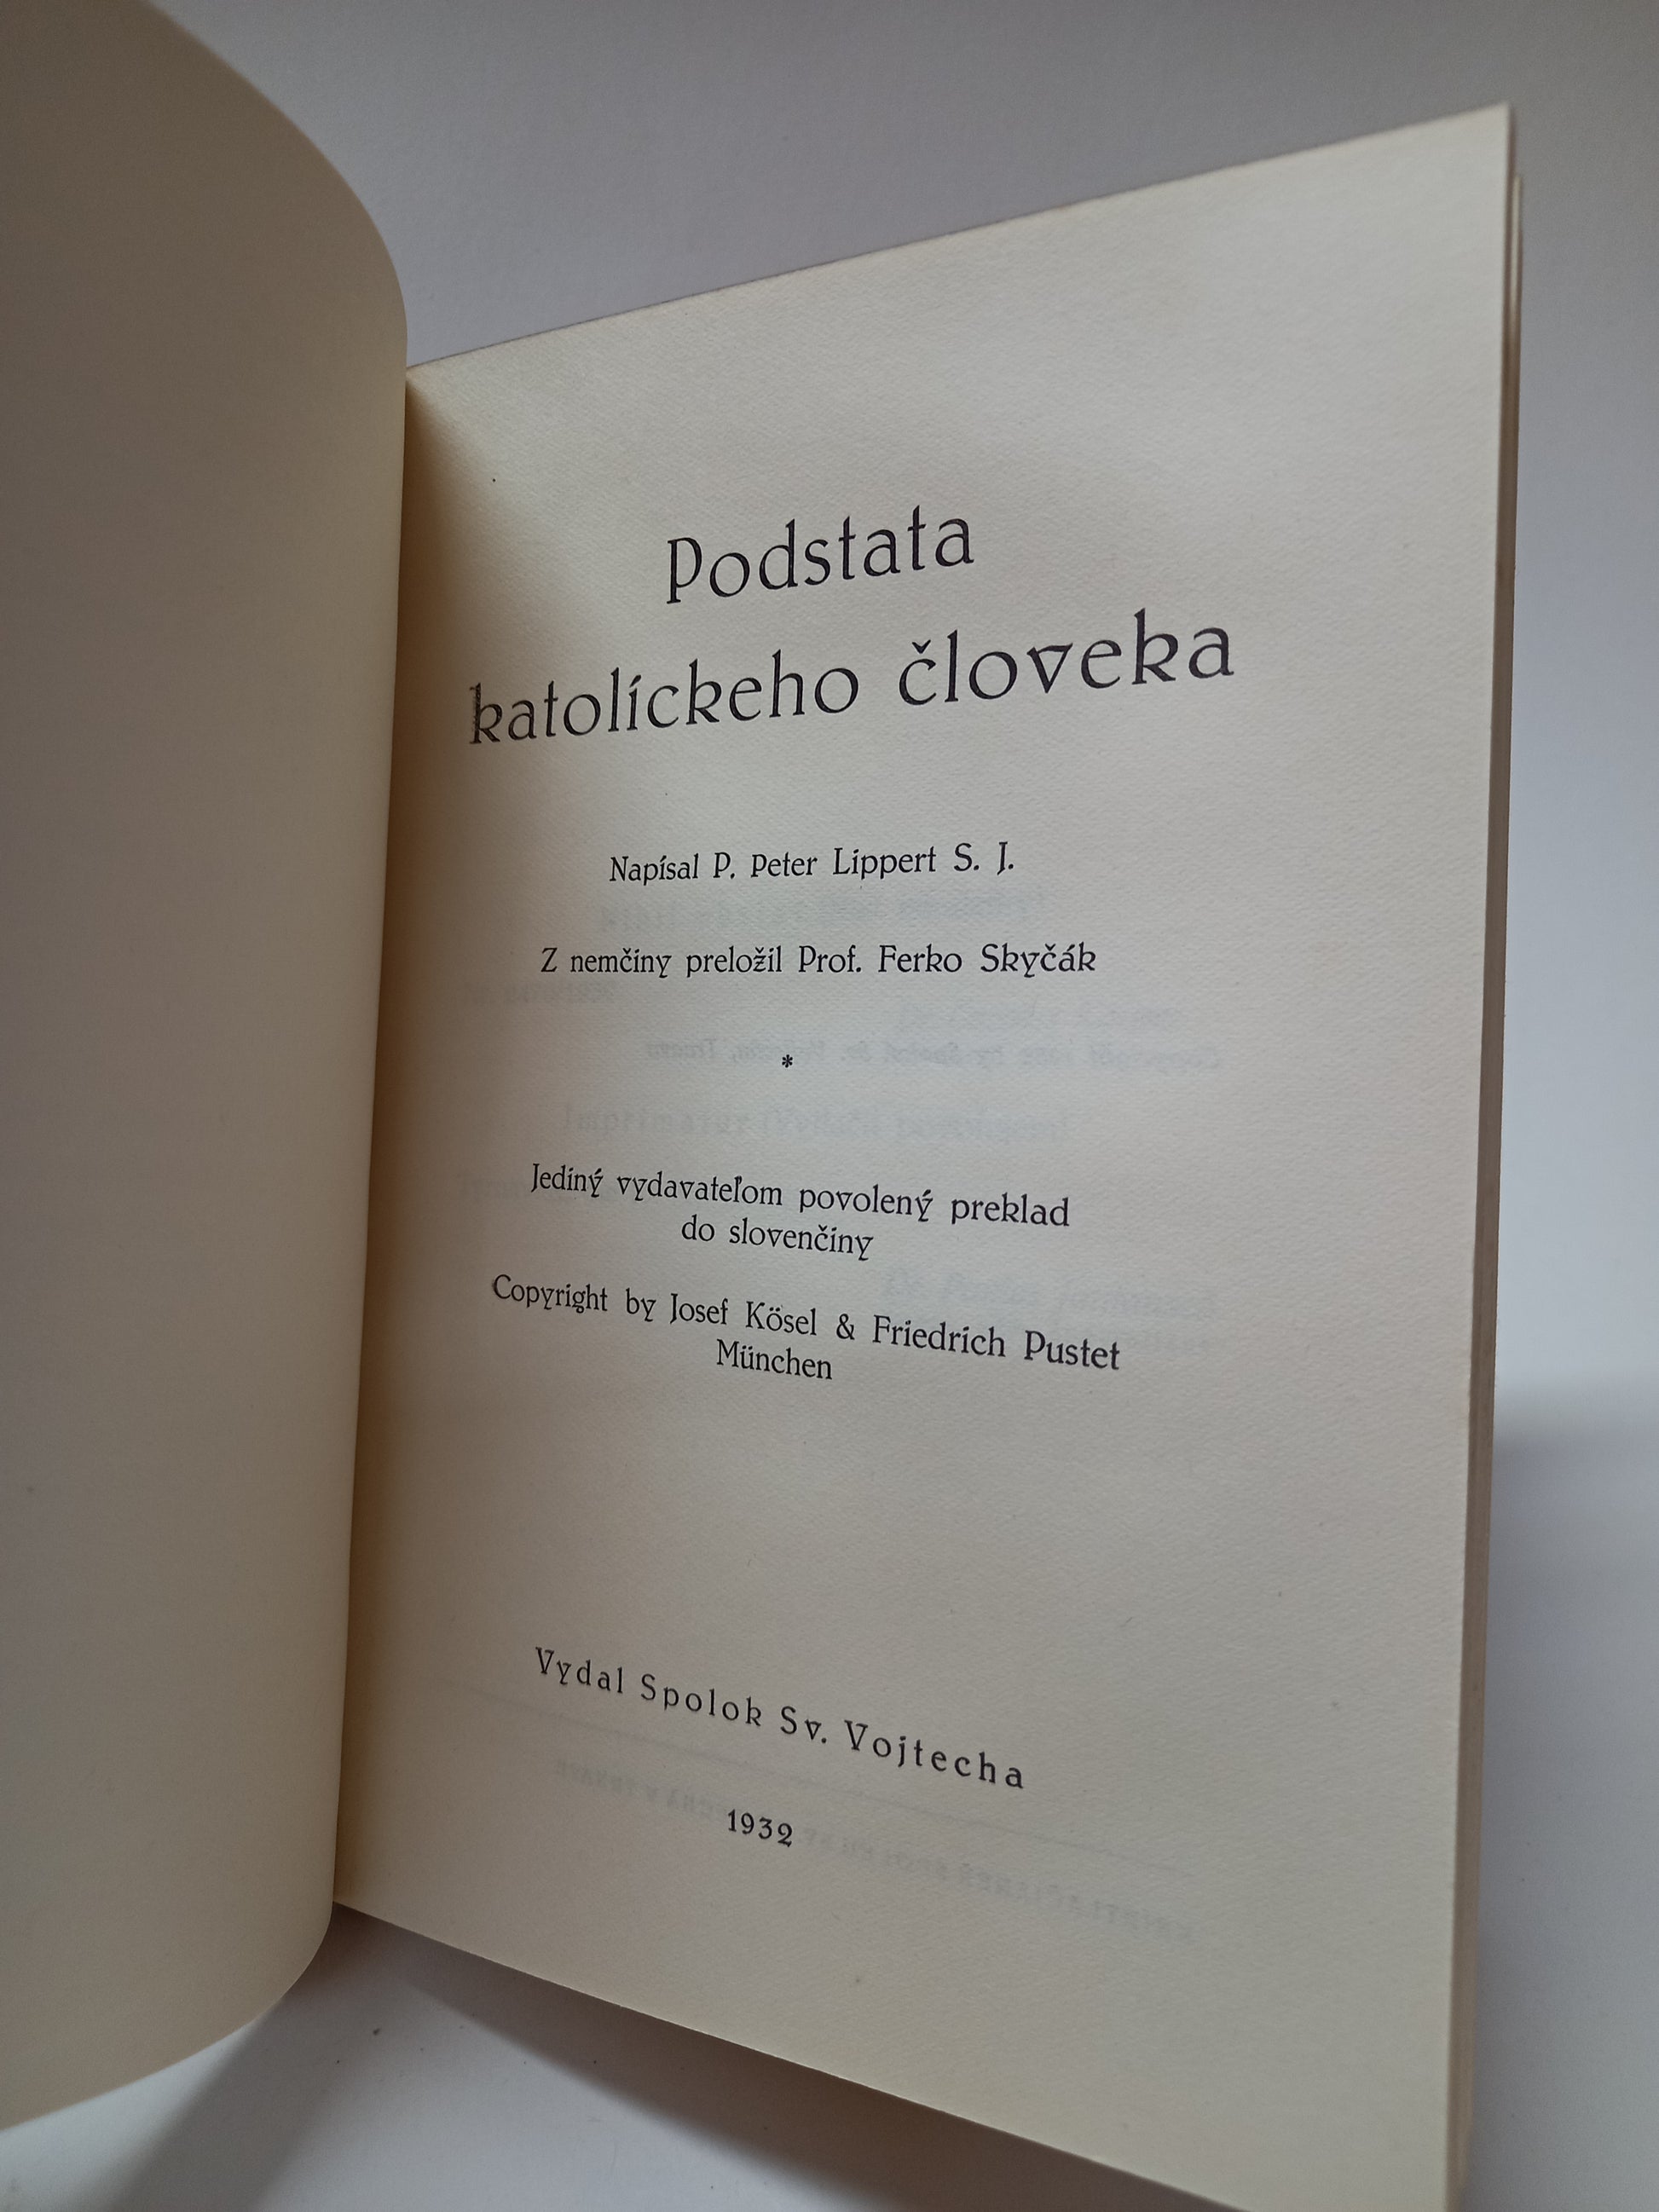 Podstata
katolíckeho človeka
Napísal P. Peter Lippert S. J.
Z nemčiny preložil Prof. Ferko Skyčák
*
Jediný vydavateľom povolený preklad
do slovenčiny
Copyright by Josef Kösel & Friedrich Pustet
München
Vydal Spolok Sv. Vojtecha
1932